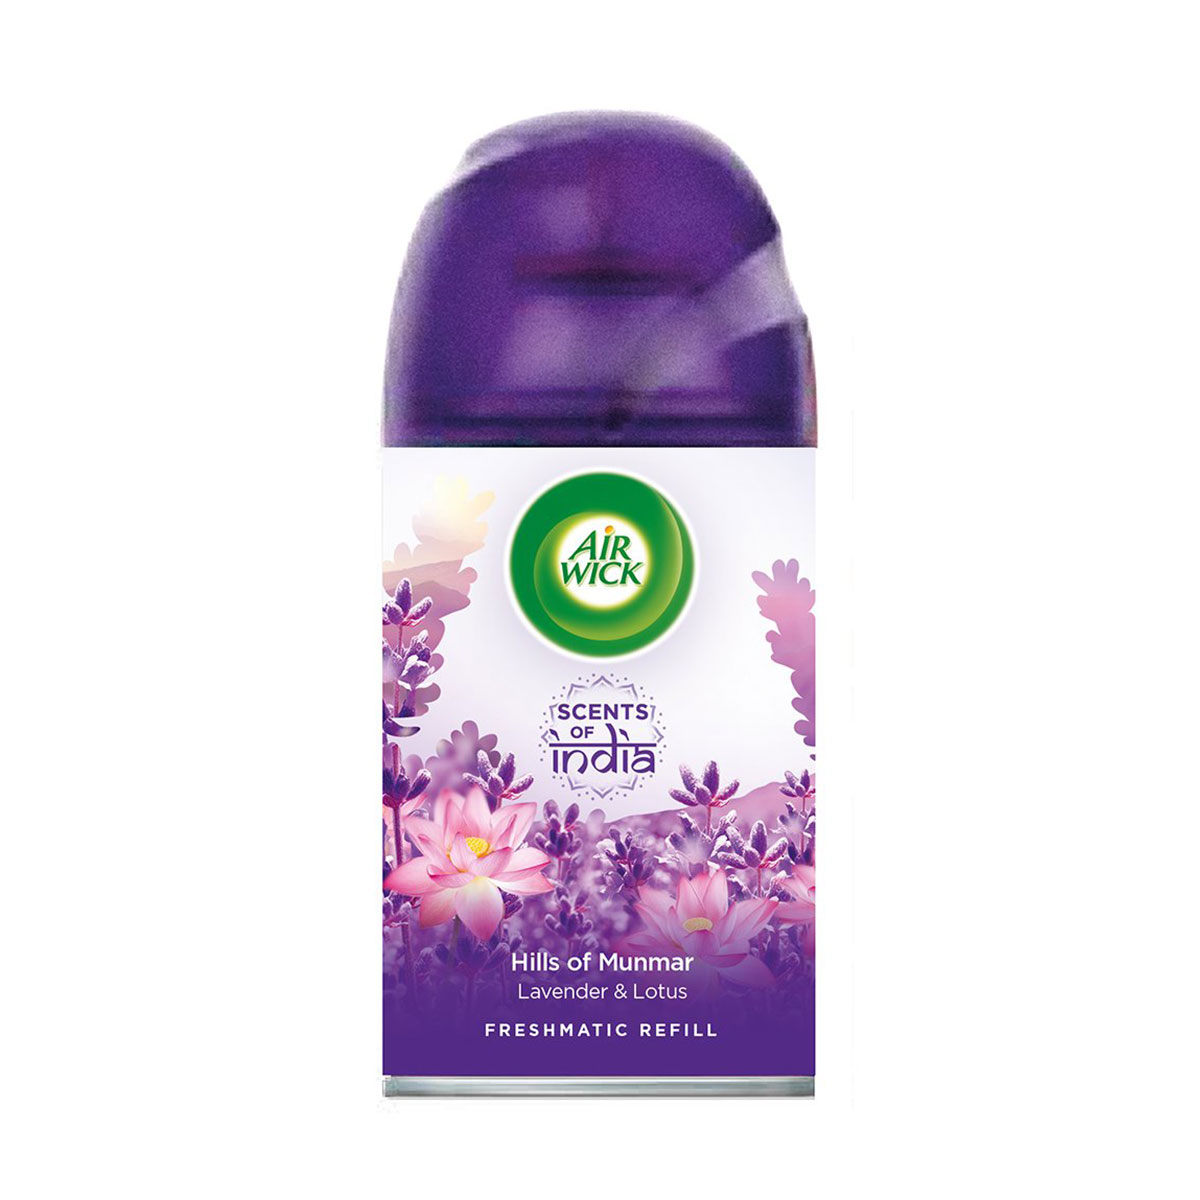 AIR
WICK
SCENTS
OF
india
Hills of Munmar
Lavender & Lotus
FRESHMATIC REFILL